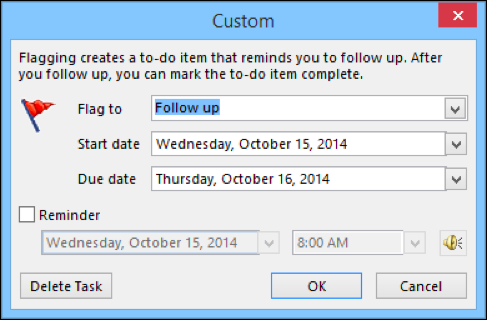 Custom
Flagging creates a to-do item that reminds you to follow up. After
you follow up, you can mark the to-do item complete.
Flag to Follow up
Start date Wednesday, October 15, 2014
Due date Thursday, October 16, 2014
Reminder
Wednesday, October 15, 2014 8:00 AM
Delete Task OK Cancel